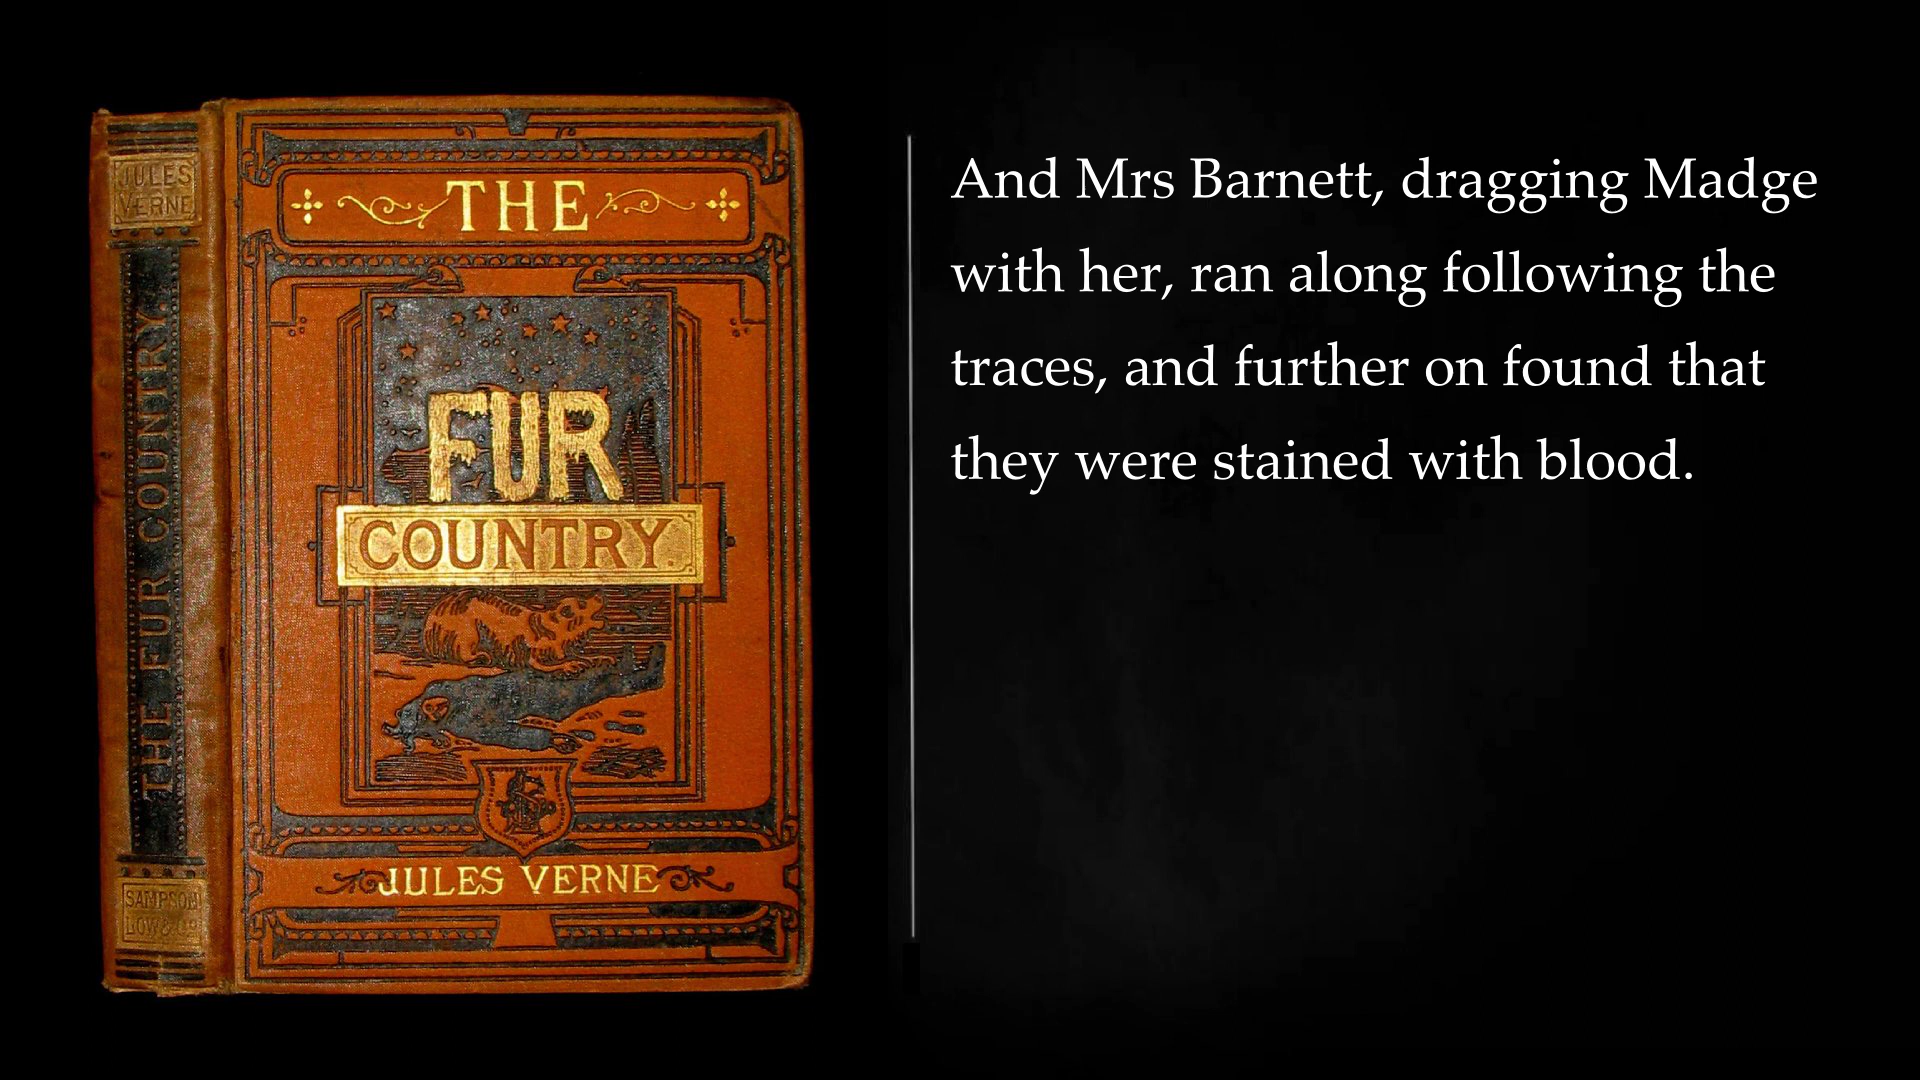 JULES
VERNE
THE FUR COUNTRY.
SAMPSON
LOW & Co
THE
FUR
COUNTRY.
JULES VERNE
And Mrs Barnett, dragging Madge
with her, ran along following the
traces, and further on found that
they were stained with blood.